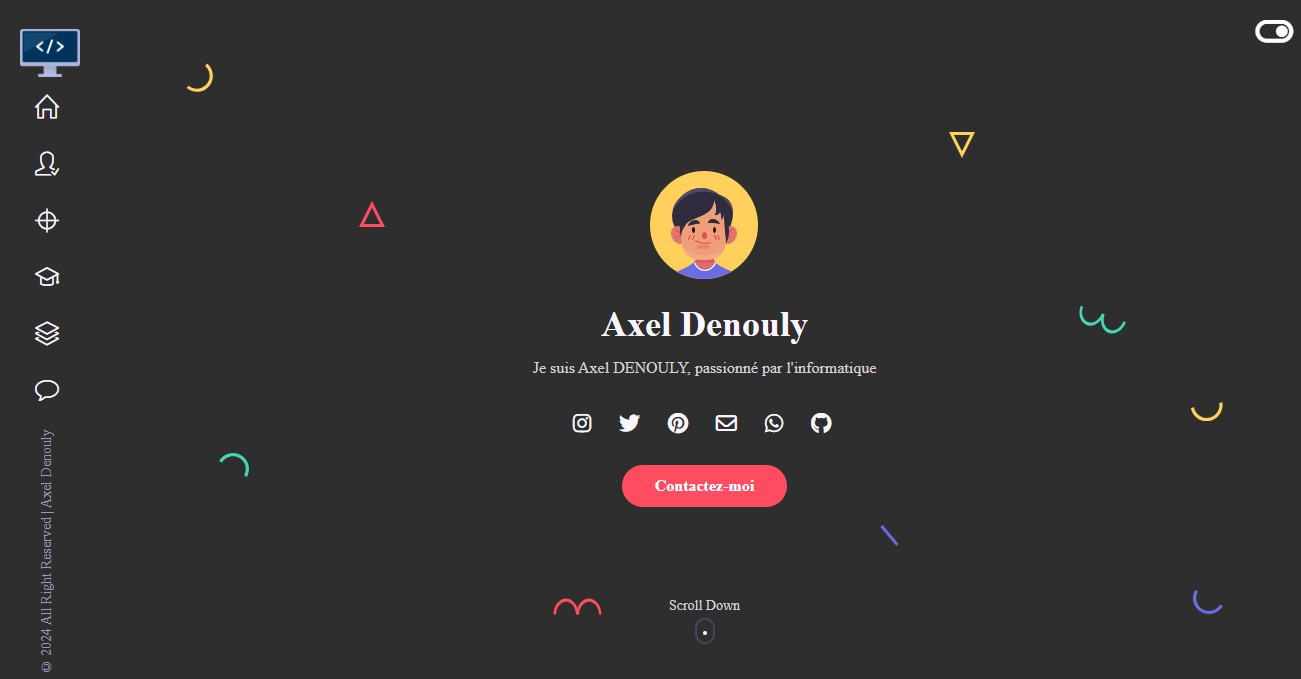 </>
Axel Denouly
Je suis Axel DENOULY, passionné par l'informatique
Contactez-moi
Scroll Down
© 2024 All Right Reserved | Axel Denouly